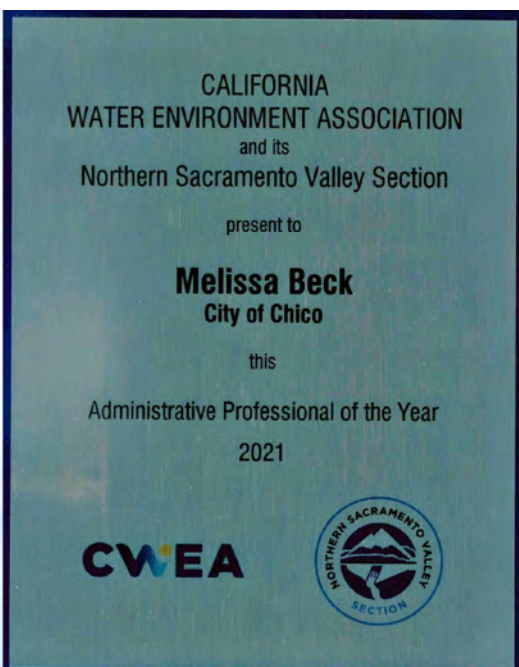 CALIFORNIA
WATER ENVIRONMENT ASSOCIATION
and its
Northern Sacramento Valley Section
present to
Melissa Beck
City of Chico
this
Administrative Professional of the Year
2021
CWEA
NORTHERN SACRAMENTO VALLEY
SECTION